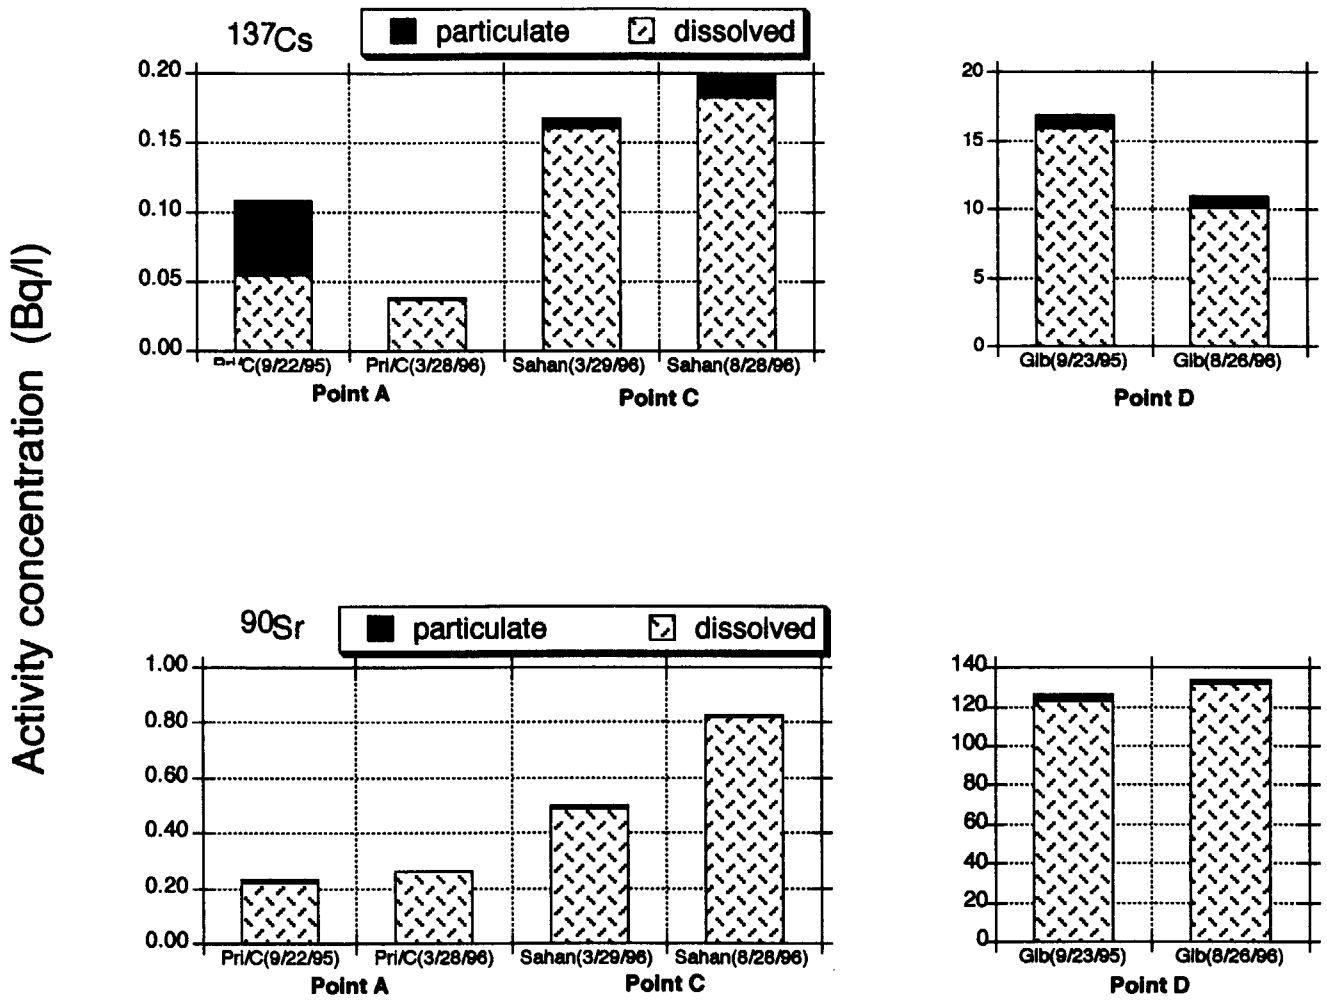 Activity concentration (Bq/l)
137Cs
particulate dissolved
0.20
0.15
0.10
0.05
0.00
Pri/C(9/22/95) Pri/C(3/28/96) Sahan(3/29/96) Sahan(8/28/96)
Point A Point C
20
15
10
5
0
Glb(9/23/95) Glb(8/26/96)
Point D
90Sr
particulate dissolved
1.00
0.80
0.60
0.40
0.20
0.00
Pri/C(9/22/95) Pri/C(3/28/96) Sahan(3/29/96) Sahan(8/28/96)
Point A Point C
140
120
100
80
60
40
20
0
Glb(9/23/95) Glb(8/26/96)
Point D